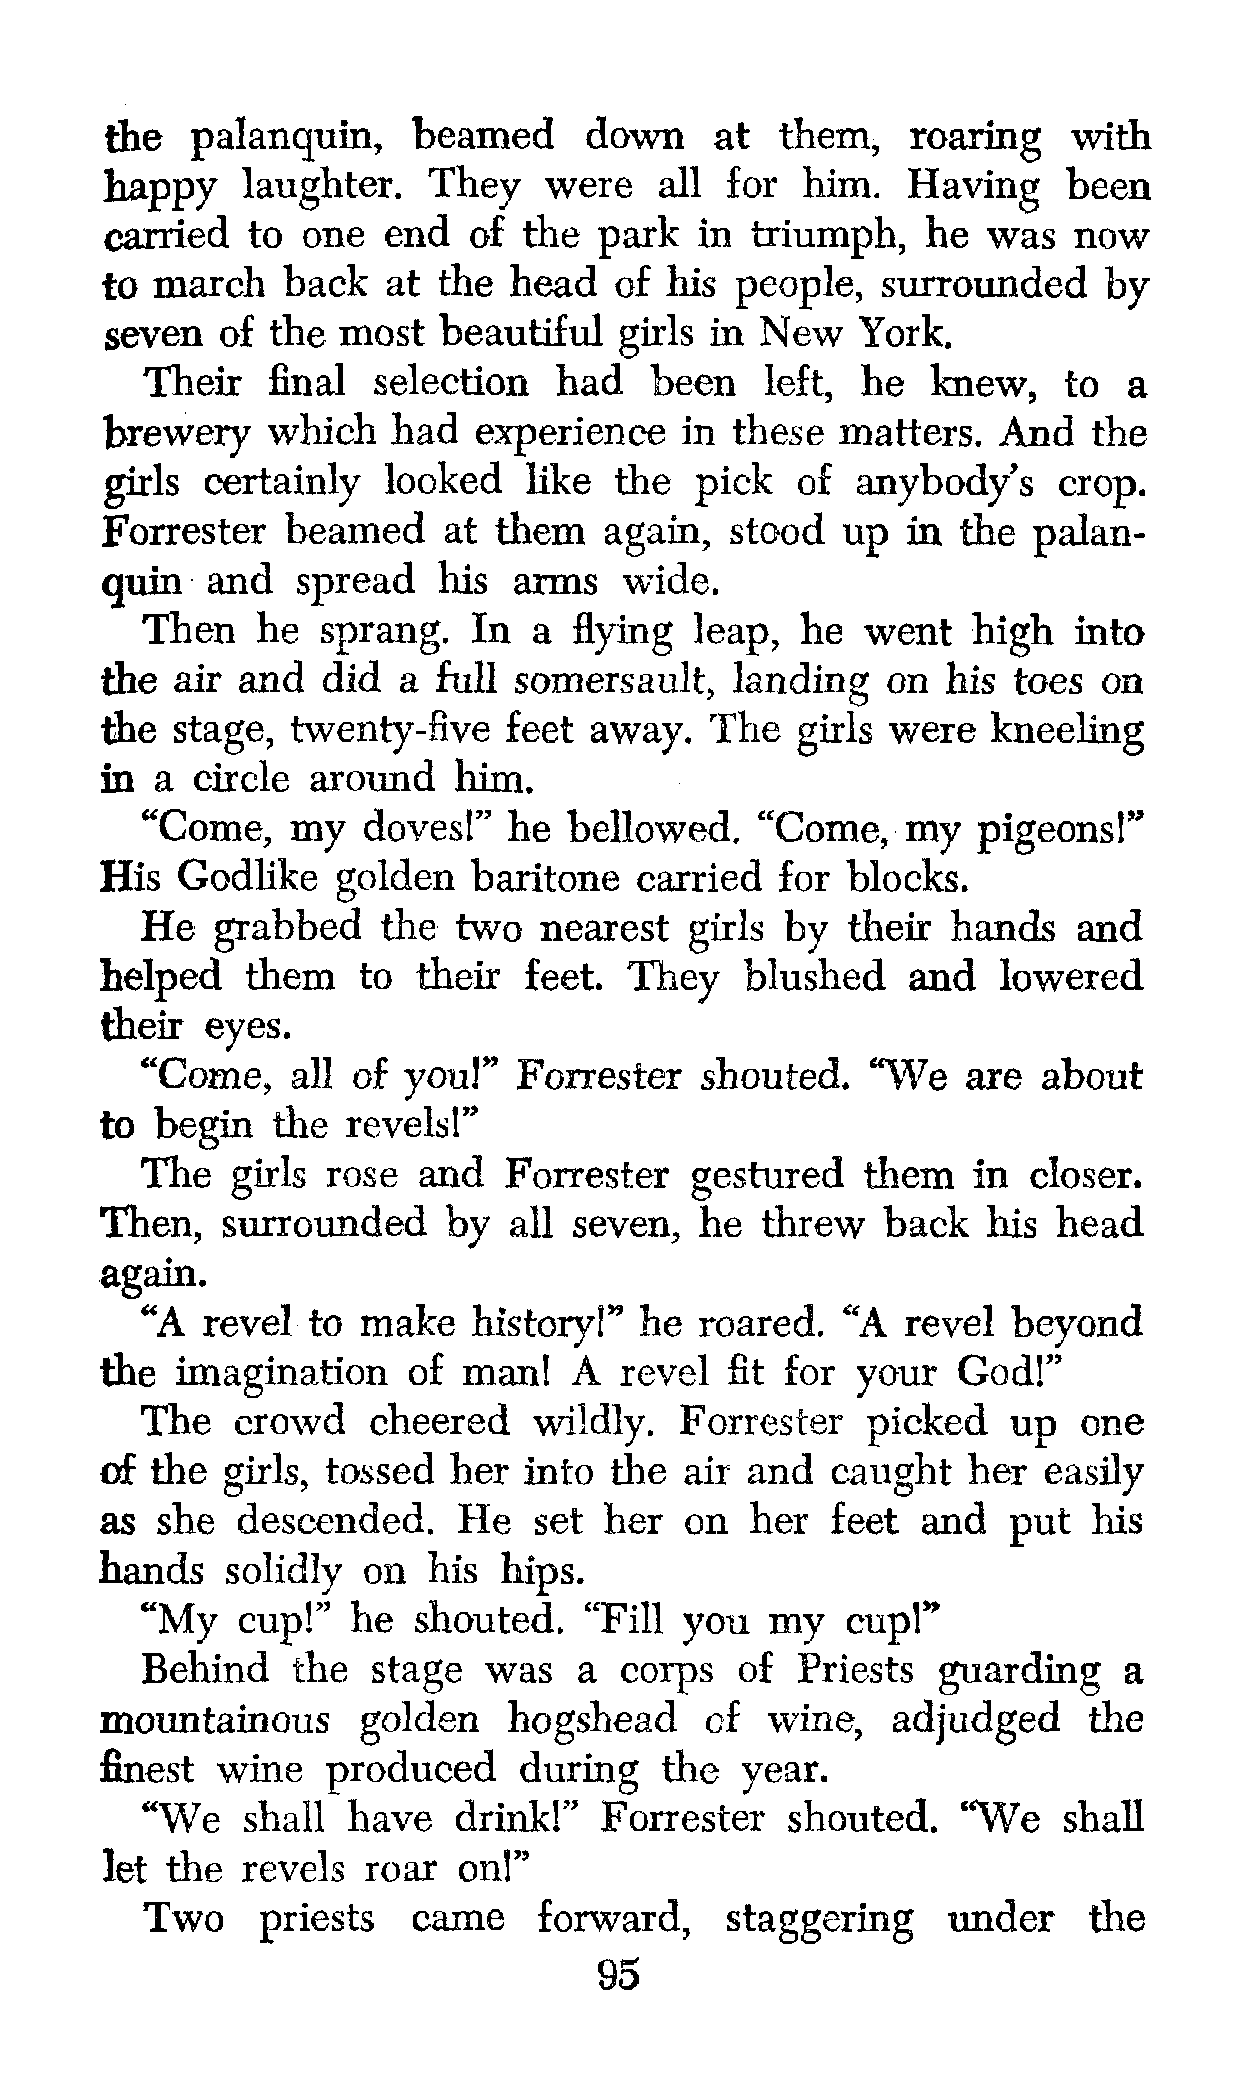 the palanquin, beamed down at them, roaring with
happy laughter. They were all for him. Having been
carried to one end of the park in triumph, he was now
to march back at the head of his people, surrounded by
seven of the most beautiful girls in New York.
Their final selection had been left, he knew, to a
brewery which had experience in these matters. And the
girls certainly looked like the pick of anybody's crop.
Forrester beamed at them again, stood up in the palan-
quin and spread his arms wide.
Then he sprang. In a flying leap, he went high into
the air and did a full somersault, landing on his toes on
the stage, twenty-five feet away. The girls were kneeling
in a circle around him.
"Come, my doves!" he bellowed. "Come, my pigeons!"
His Godlike golden baritone carried for blocks.
He grabbed the two nearest girls by their hands and
helped them to their feet. They blushed and lowered
their eyes.
"Come, all of you!" Forrester shouted. "We are about
to begin the revels!"
The girls rose and Forrester gestured them in closer.
Then, surrounded by all seven, he threw back his head
again.
"A revel to make history!" he roared. "A revel beyond
the imagination of man! A revel fit for your God!"
The crowd cheered wildly. Forrester picked up one
of the girls, tossed her into the air and caught her easily
as she descended. He set her on her feet and put his
hands solidly on his hips.
"My cup!" he shouted. "Fill you my cup!"
Behind the stage was a corps of Priests guarding a
mountainous golden hogshead of wine, adjudged the
finest wine produced during the year.
"We shall have drink!" Forrester shouted. "We shall
let the revels roar on!"
Two priests came forward, staggering under the
95